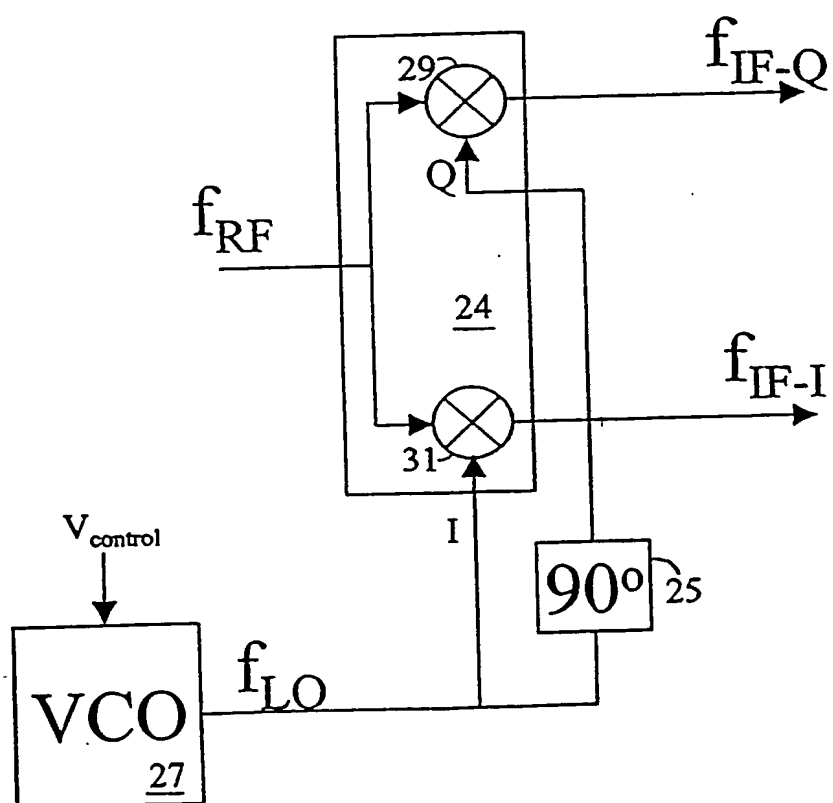 29
f_IF-Q
Q
f_RF
24
f_IF-I
31
V_control
I
90°
25
f_LO
VCO
27